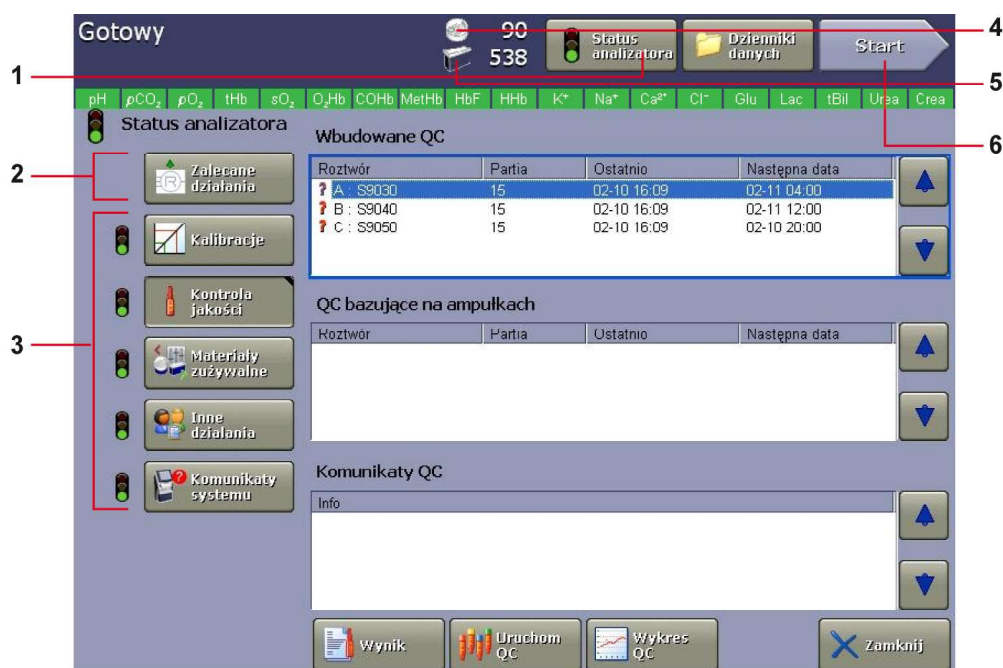 Gotowy
90
538
Status
analizatora
Dzienniki
danych
Start
4
1
5
6
pH pCO₂ pO₂ tHb sO₂ O₂Hb COHb MetHb HbF HHb K⁺ Na⁺ Ca²⁺ Cl⁻ Glu Lac tBil Urea Crea
Status analizatora
2
Zalecane
działania
3
Kalibracje
Kontrola
jakości
Materiały
zużywalne
Inne
działania
Komunikaty
systemu
Wbudowane QC
Roztwór Partia Ostatnio Następna data
? A : S9030 15 02-10 16:09 02-11 04:00
? B : S9040 15 02-10 16:09 02-11 12:00
? C : S9050 15 02-10 16:09 02-10 20:00
QC bazujące na ampułkach
Roztwór Partia Ostatnio Następna data
Komunikaty QC
Info
Wynik
Uruchom
QC
Wykres
QC
Zamknij